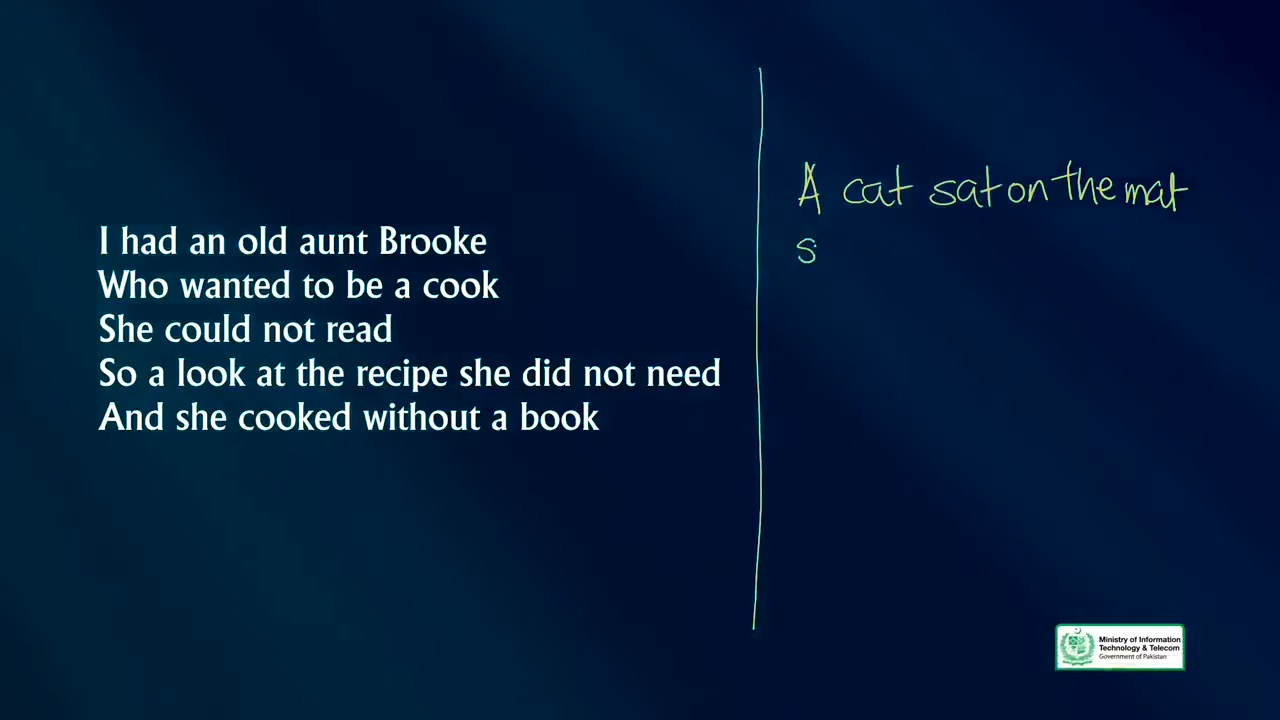 I had an old aunt Brooke
Who wanted to be a cook
She could not read
So a look at the recipe she did not need
And she cooked without a book
A cat sat on the mat
S
Ministry of Information
Technology & Telecom
Government of Pakistan